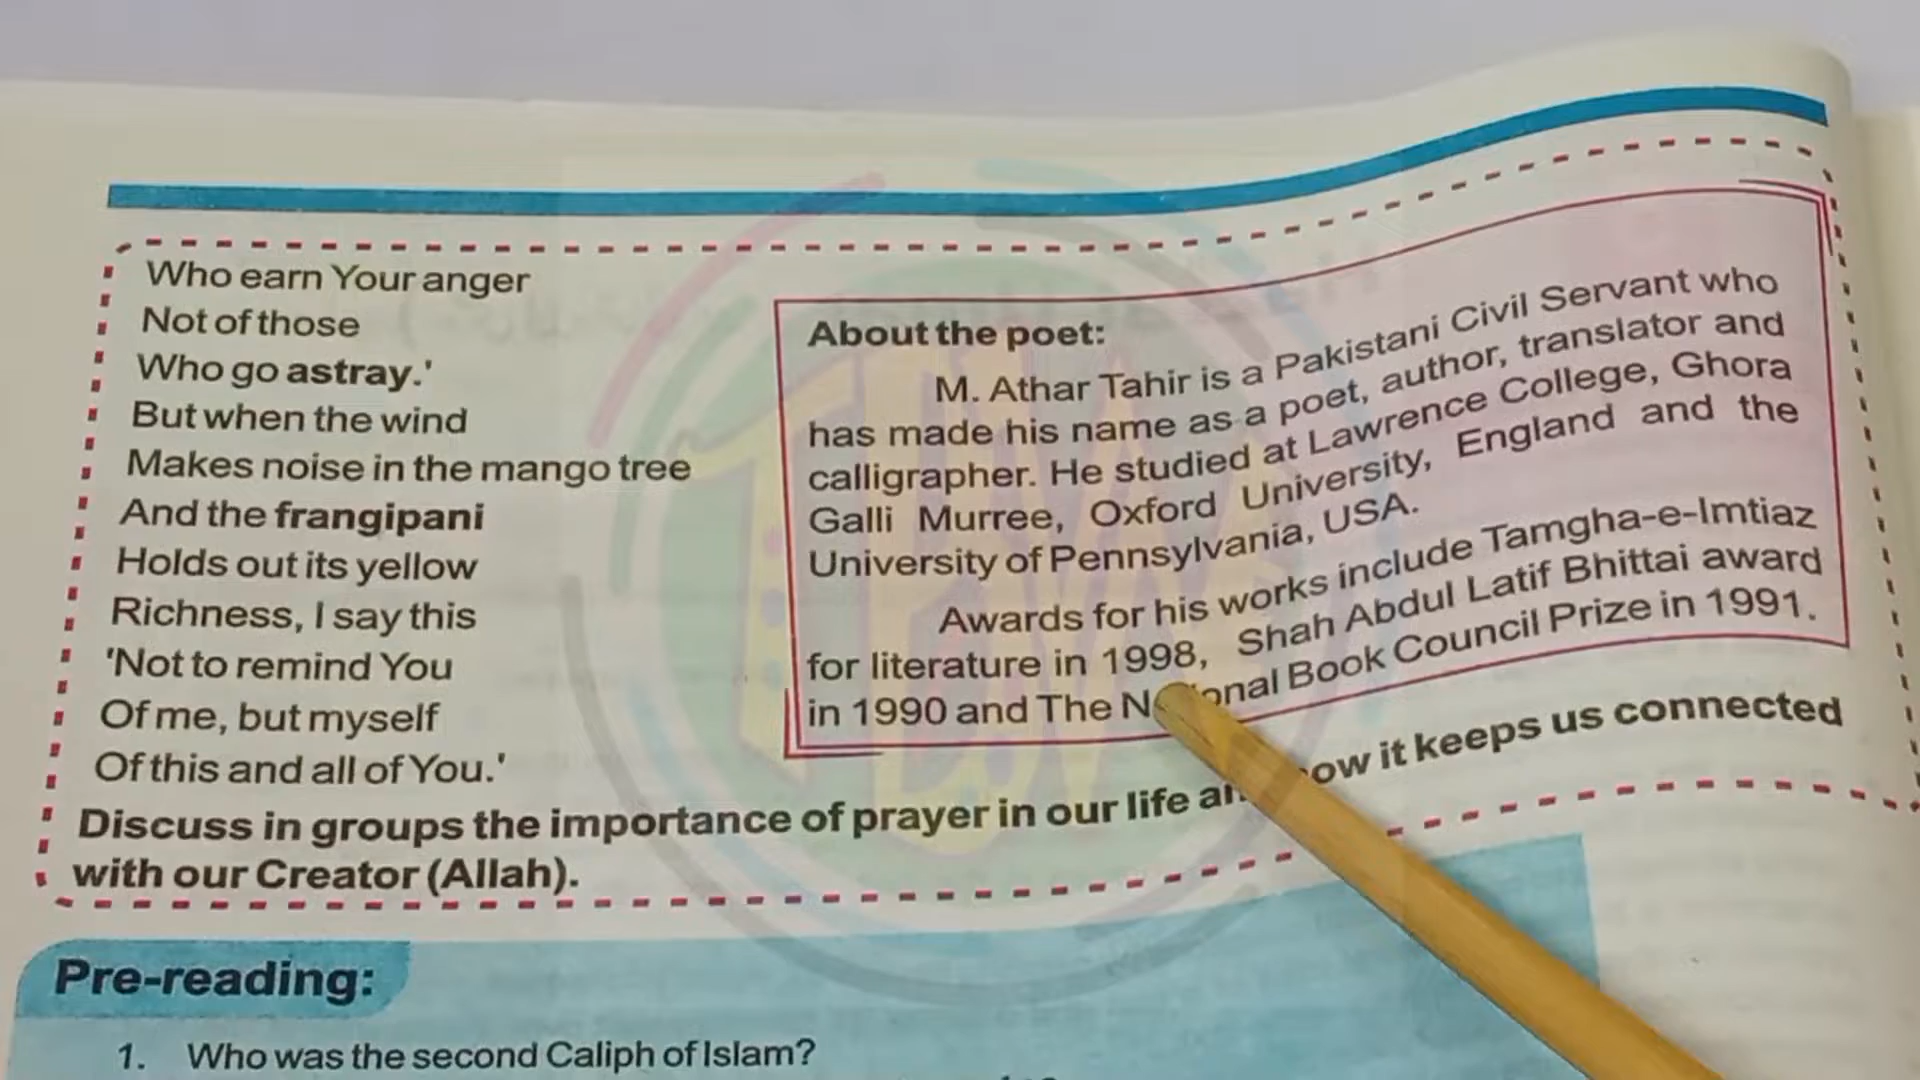 Who earn Your anger
Not of those
Who go astray.'
But when the wind
Makes noise in the mango tree
And the frangipani
Holds out its yellow
Richness, I say this
'Not to remind You
Of me, but myself
Of this and all of You.'
About the poet:
M. Athar Tahir is a Pakistani Civil Servant who
has made his name as a poet, author, translator and
calligrapher. He studied at Lawrence College, Ghora
Galli Murree, Oxford University, England and the
University of Pennsylvania, USA.
Awards for his works include Tamgha-e-Imtiaz
for literature in 1998, Shah Abdul Latif Bhittai award
in 1990 and The Book Council Prize in 1991.
Discuss in groups the importance of prayer in our life it keeps us connected
with our Creator (Allah).
Pre-reading:
1. Who was the second Caliph of Islam?